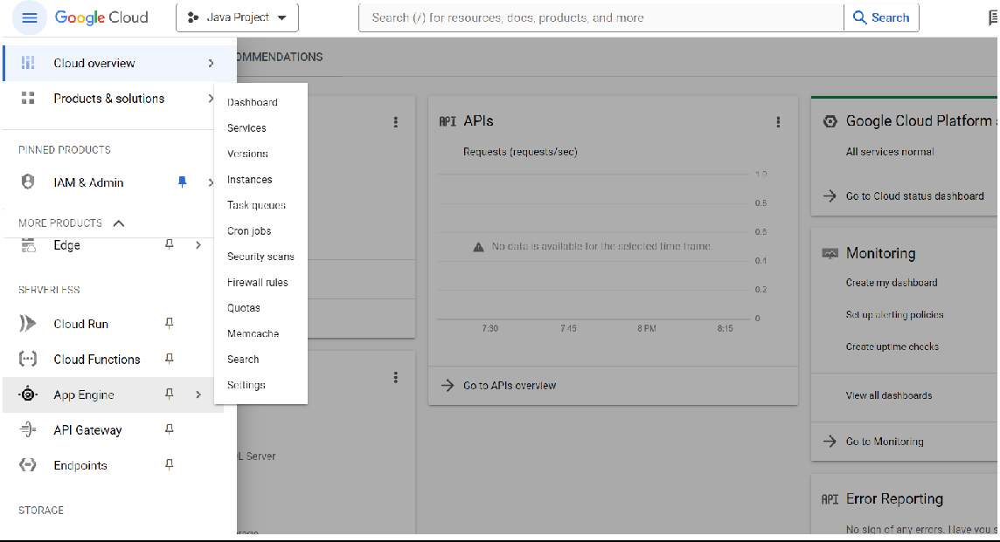 Google Cloud
Java Project
Search (/) for resources, docs, products, and more
Search
Cloud overview
Products & solutions
PINNED PRODUCTS
IAM & Admin
MORE PRODUCTS
Edge
SERVERLESS
Cloud Run
Cloud Functions
App Engine
API Gateway
Endpoints
STORAGE
Dashboard
Services
Versions
Instances
Task queues
Cron jobs
Security scans
Firewall rules
Quotas
Memcache
Search
Settings
OMMENDATIONS
L Server
API APIs
Requests (requests/sec)
1.0
0.8
0.6
0.4
0.2
0
No data is available for the selected time frame.
7:30 7:45 8 PM 8:15
Go to APIs overview
Google Cloud Platform
All services normal
Go to Cloud status dashboard
Monitoring
Create my dashboard
Set up alerting policies
Create uptime checks
View all dashboards
Go to Monitoring
API Error Reporting
No sign of any errors. Have you s